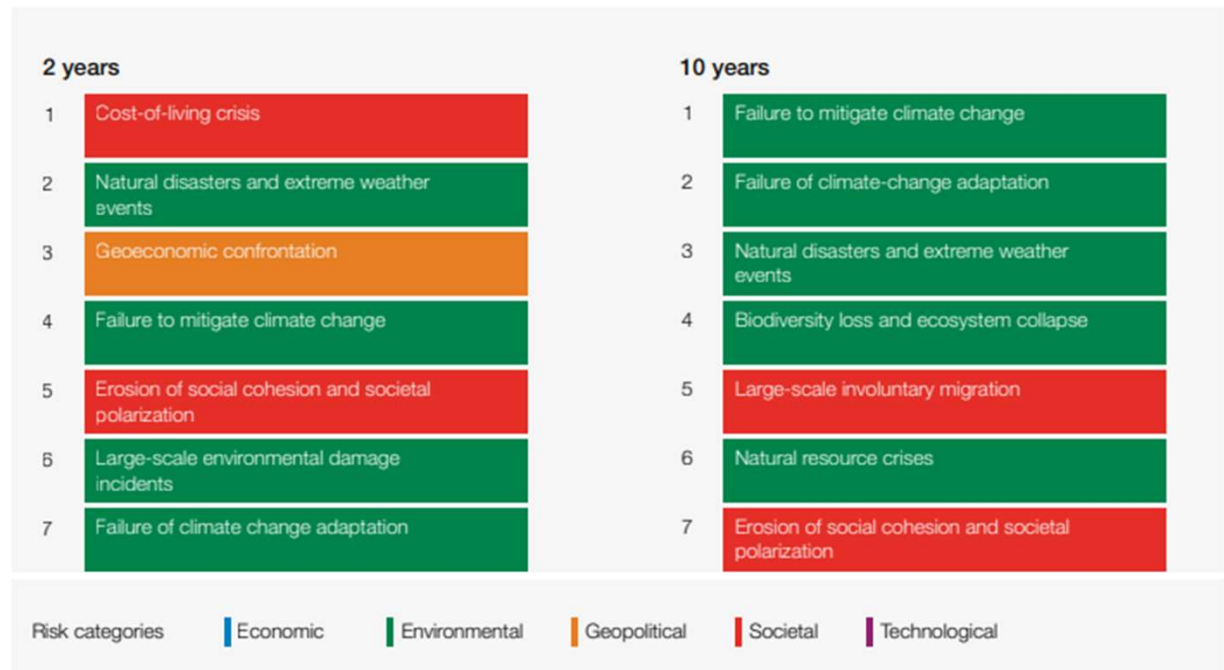 2 years
1
Cost-of-living crisis
2
Natural disasters and extreme weather
events
3
Geoeconomic confrontation
4
Failure to mitigate climate change
5
Erosion of social cohesion and societal
polarization
6
Large-scale environmental damage
incidents
7
Failure of climate change adaptation
10 years
1
Failure to mitigate climate change
2
Failure of climate-change adaptation
3
Natural disasters and extreme weather
events
4
Biodiversity loss and ecosystem collapse
5
Large-scale involuntary migration
6
Natural resource crises
7
Erosion of social cohesion and societal
polarization
Risk categories Economic Environmental Geopolitical Societal Technological